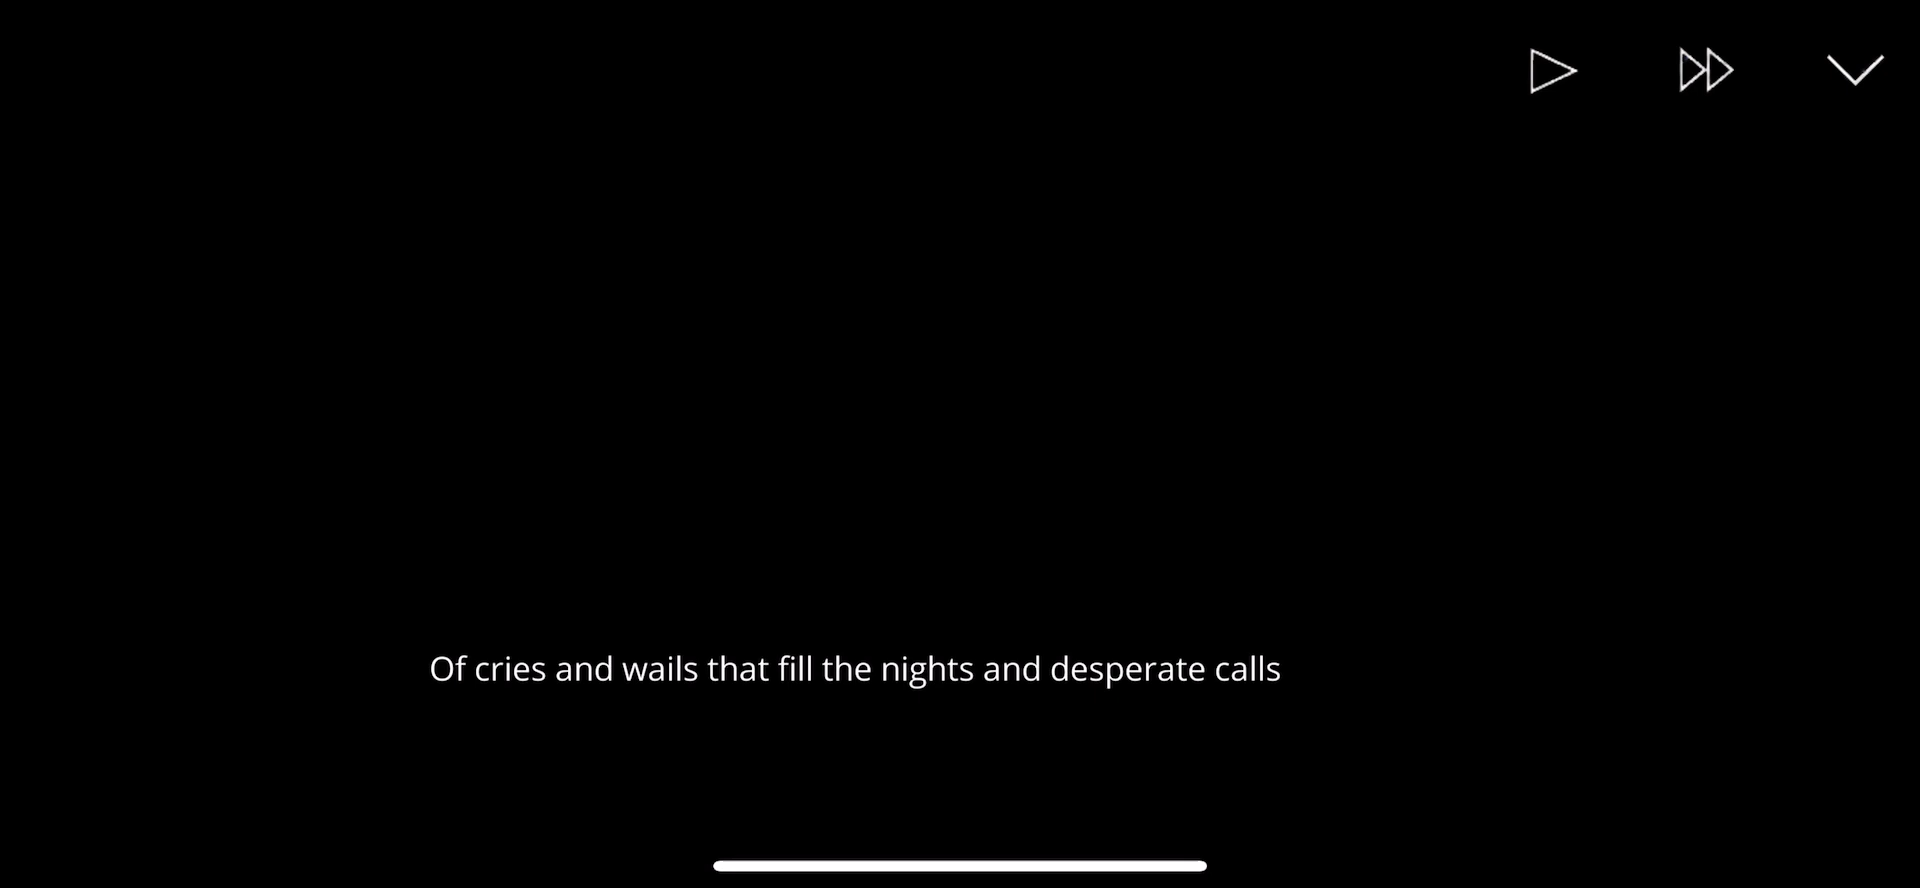 Of cries and wails that fill the nights and desperate calls